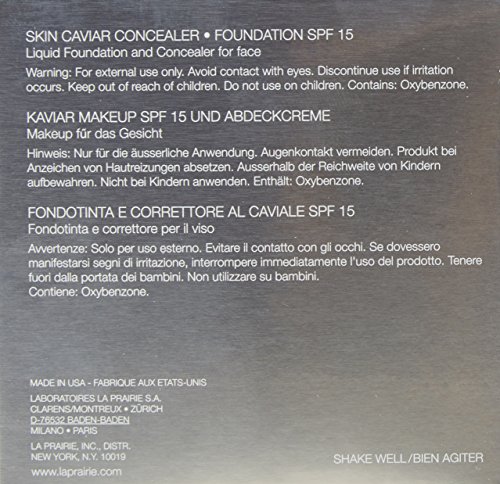 SKIN CAVIAR CONCEALER • FOUNDATION SPF 15
Liquid Foundation and Concealer for face
Warning: For external use only. Avoid contact with eyes. Discontinue use if irritation
occurs. Keep out of reach of children. Do not use on children. Contains: Oxybenzone.
KAVIAR MAKEUP SPF 15 UND ABDECKCREME
Makeup für das Gesicht
Hinweis: Nur für die äusserliche Anwendung. Augenkontakt vermeiden. Produkt bei
Anzeichen von Hautreizungen absetzen. Ausserhalb der Reichweite von Kindern
aufbewahren. Nicht bei Kindern anwenden. Enthält: Oxybenzone.
FONDOTINTA E CORRETTORE AL CAVIALE SPF 15
Fondotinta e correttore per il viso
Avvertenze: Solo per uso esterno. Evitare il contatto con gli occhi. Se dovessero
manifestarsi segni di irritazione, interrompere immediatamente l'uso del prodotto. Tenere
fuori dalla portata dei bambini. Non utilizzare su bambini.
Contiene: Oxybenzone.
MADE IN USA - FABRIQUE AUX ETATS-UNIS
LABORATOIRES LA PRAIRIE S.A.
CLARENS/MONTREUX • ZÜRICH
D-76532 BADEN-BADEN
MILANO • PARIS
LA PRAIRIE, INC., DISTR.
NEW YORK, N.Y. 10019
www.laprairie.com
SHAKE WELL/BIEN AGITER